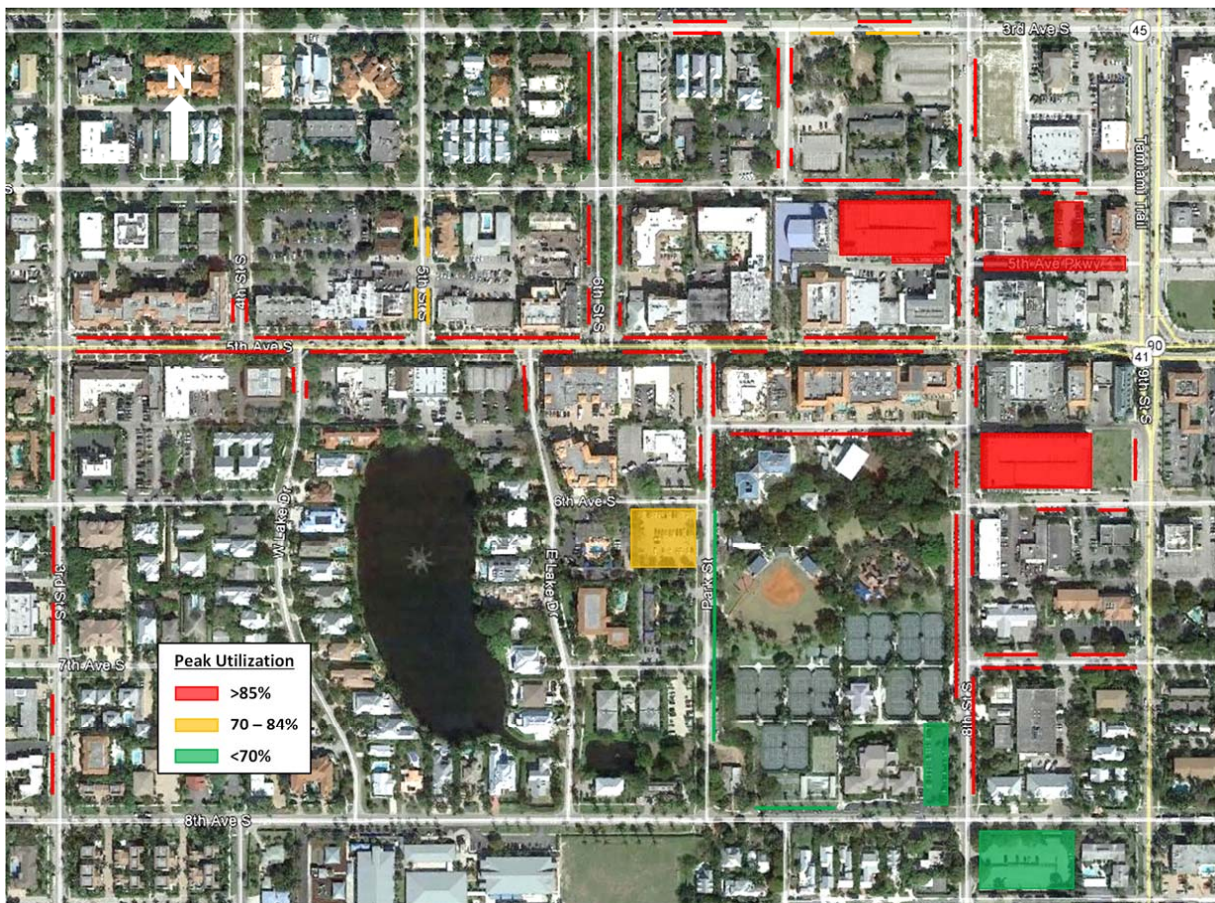 3rd Ave S
45
N
Tamiami Trail
S
4th St S
5th St S
6th St S
5th Ave Pkwy
5th Ave S
90
41
9th St S
6th Ave S
W Lake Dr
E Lake Dr
Park St
3rd St S
7th Ave S
Peak Utilization
>85%
70 – 84%
<70%
8th St S
8th Ave S